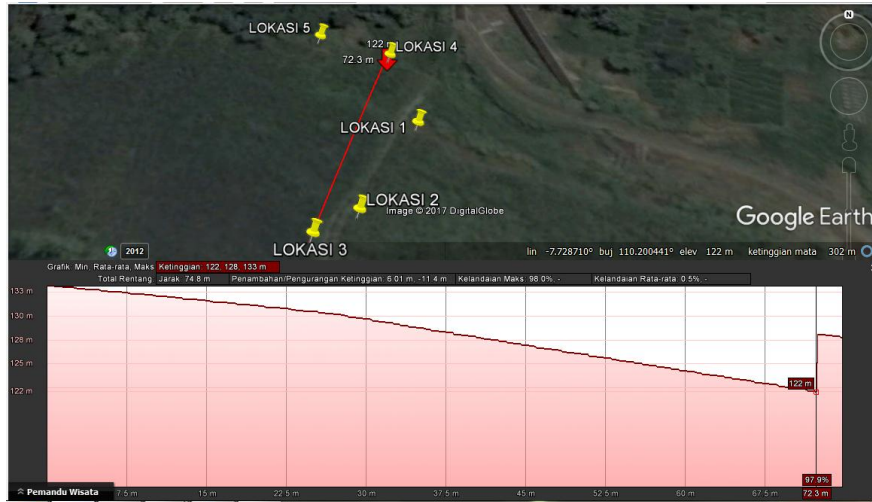 LOKASI 5
122 m
LOKASI 4
72.3 m
LOKASI 1
LOKASI 2
LOKASI 3
Image © 2017 DigitalGlobe
Google Earth
N
2012
lin -7.728710° buj 110.200441° elev 122 m ketinggian mata 302 m
Grafik. Min, Rata-rata, Maks Ketinggian: 122, 128, 133 m
Total Rentang: Jarak: 74.8 m Penambahan/Pengurangan Ketinggian: 6.01 m, -11.4 m Kelandaian Maks: 98.0%, - Kelandaian Rata-rata: 0.5%, -
133 m
130 m
128 m
125 m
122 m
122 m
97.9%
Pemandu Wisata
7.5 m 15 m 22.5 m 30 m 37.5 m 45 m 52.5 m 60 m 67.5 m 72.3 m